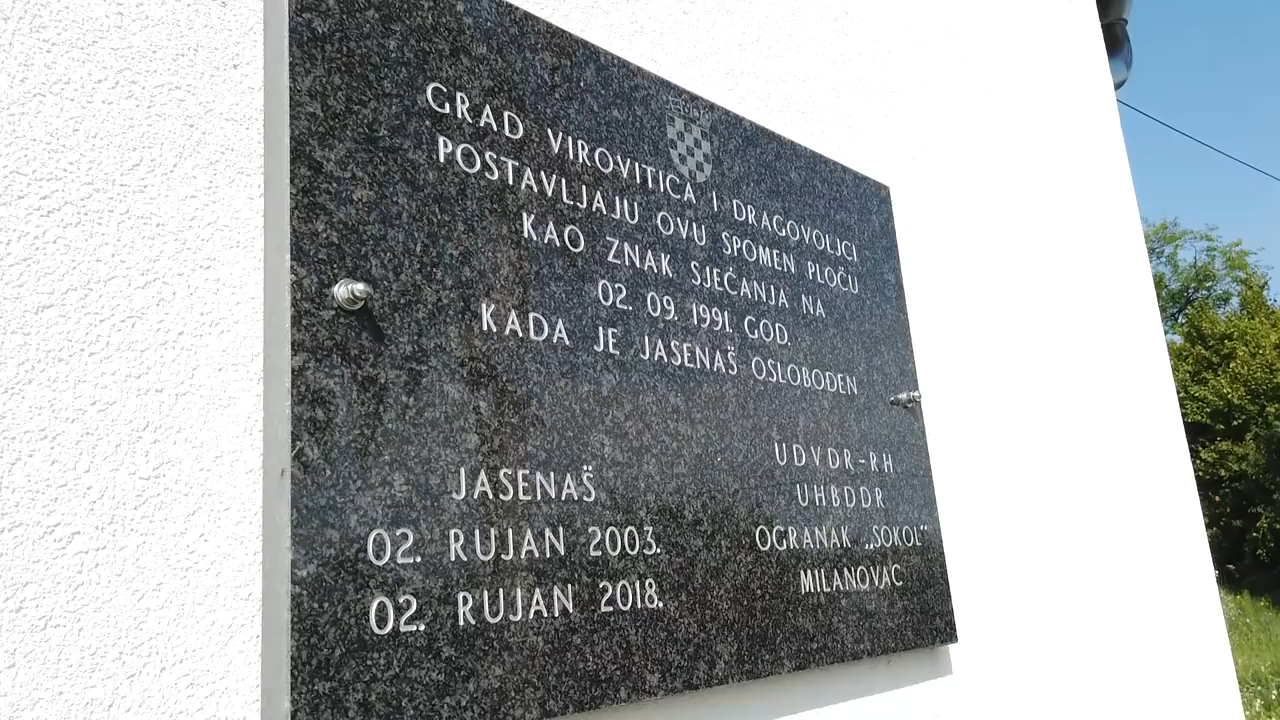 GRAD VIROVITICA I DRAGOVOLJCI
POSTAVLJAJU OVU SPOMEN PLOČU
KAO ZNAK SJEĆANJA NA
02. 09. 1991. GOD.
KADA JE JASENAŠ OSLOBOĐEN
JASENAŠ
02. RUJAN 2003.
02. RUJAN 2018.
UDVDR-RH
UHBDDR
OGRANAK „SOKOL“
MILANOVAC